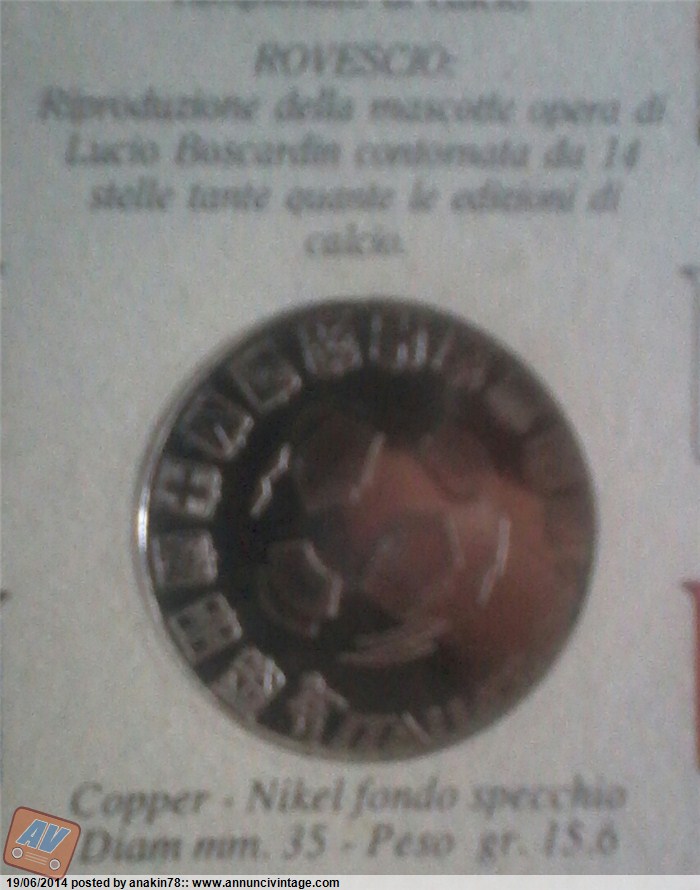 ROVESCIO:
Riproduzione della mascotte opera di
Lucio Boscardin contornata da 14
stelle tante quante le edizioni di
calcio.
Copper - Nikel fondo specchio
Diam mm. 35 - Peso gr. 15.6
AV
19/06/2014 posted by anakin78:: www.annuncivintage.com